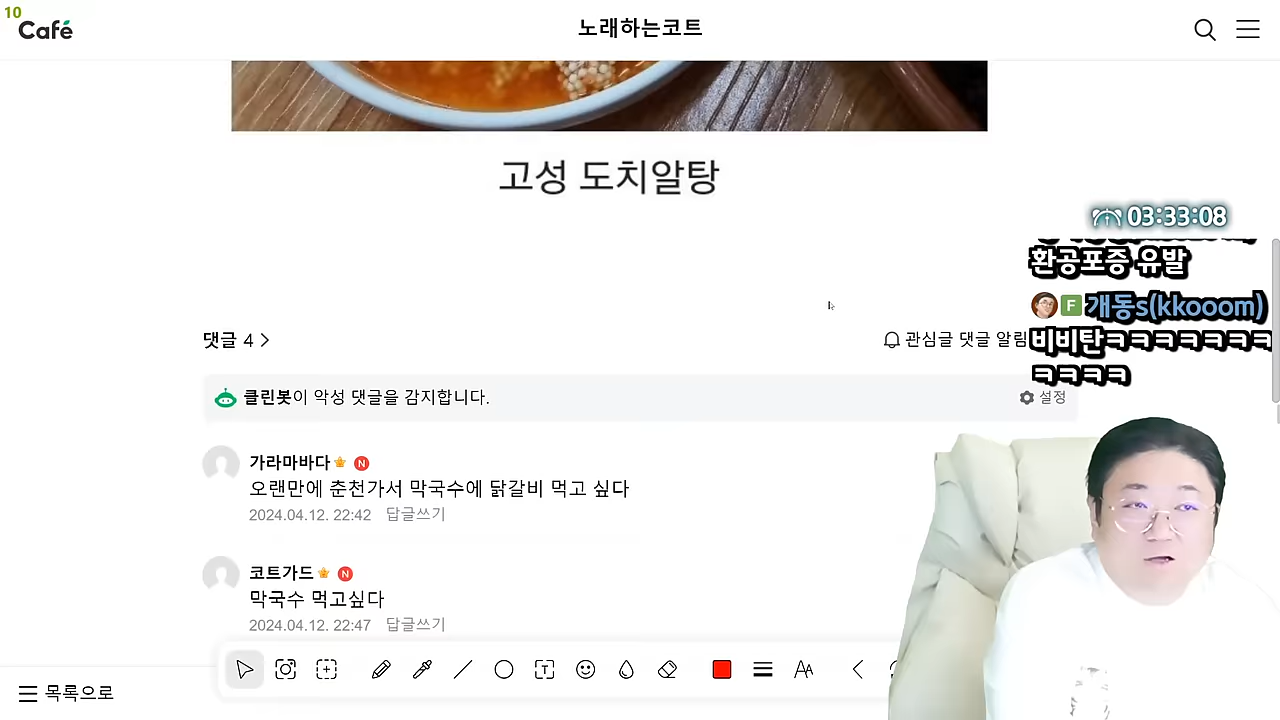 10
Café
노래하는코트
고성 도치알탕
03:33:08
환공포증 유발
F 개동s(kkooom)
비비탄ㅋㅋㅋㅋㅋㅋㅋ
ㅋㅋㅋㅋ
댓글 4
관심글 댓글 알림
클린봇이 악성 댓글을 감지합니다.
설정
가라마바다 N
오랜만에 춘천가서 막국수에 닭갈비 먹고 싶다
2024.04.12. 22:42 답글쓰기
코트가드 N
막국수 먹고싶다
2024.04.12. 22:47 답글쓰기
목록으로